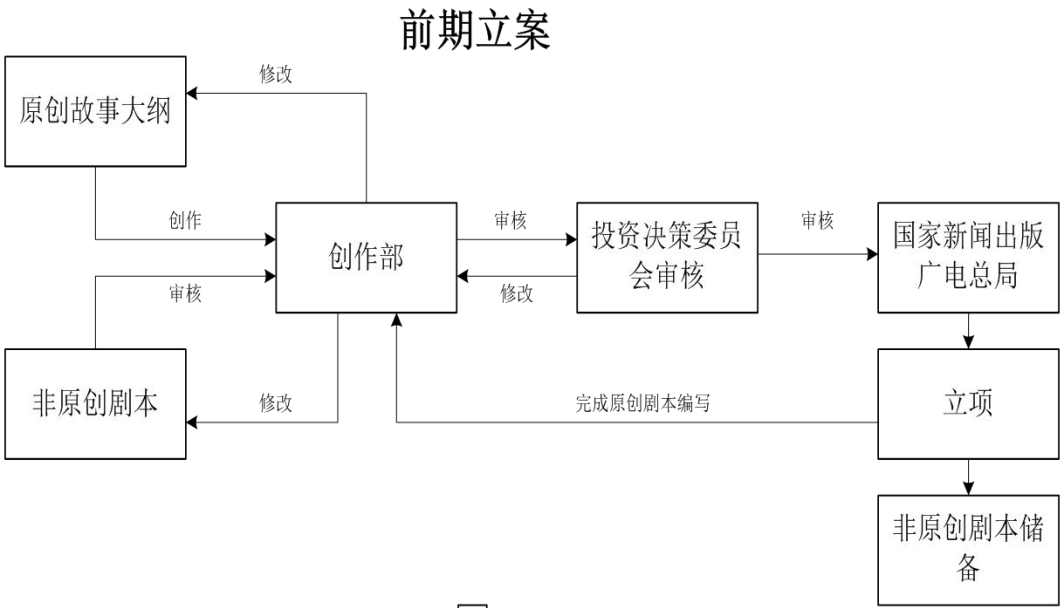 前期立案
修改
原创故事大纲
创作
审核
投资决策委员
会审核
审核
国家新闻出版
广电总局
创作部
审核
修改
非原创剧本
修改
完成原创剧本编写
立项
非原创剧本储
备